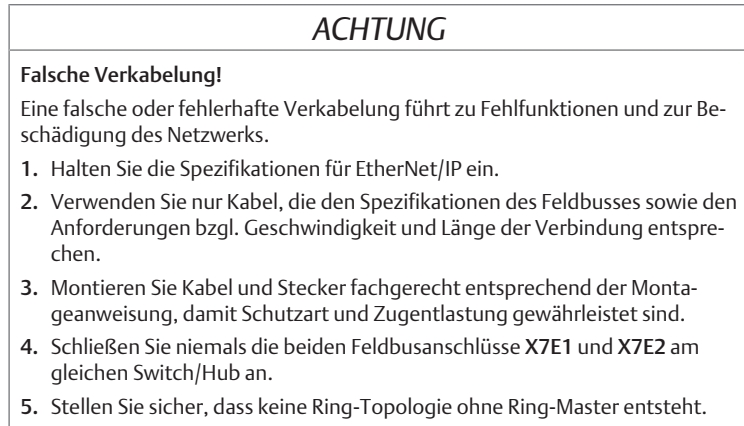 ACHTUNG
Falsche Verkabelung!
Eine falsche oder fehlerhafte Verkabelung führt zu Fehlfunktionen und zur Be-
schädigung des Netzwerks.
1. Halten Sie die Spezifikationen für EtherNet/IP ein.
2. Verwenden Sie nur Kabel, die den Spezifikationen des Feldbusses sowie den
Anforderungen bzgl. Geschwindigkeit und Länge der Verbindung entspre-
chen.
3. Montieren Sie Kabel und Stecker fachgerecht entsprechend der Monta-
geanweisung, damit Schutzart und Zugentlastung gewährleistet sind.
4. Schließen Sie niemals die beiden Feldbusanschlüsse X7E1 und X7E2 am
gleichen Switch/Hub an.
5. Stellen Sie sicher, dass keine Ring-Topologie ohne Ring-Master entsteht.